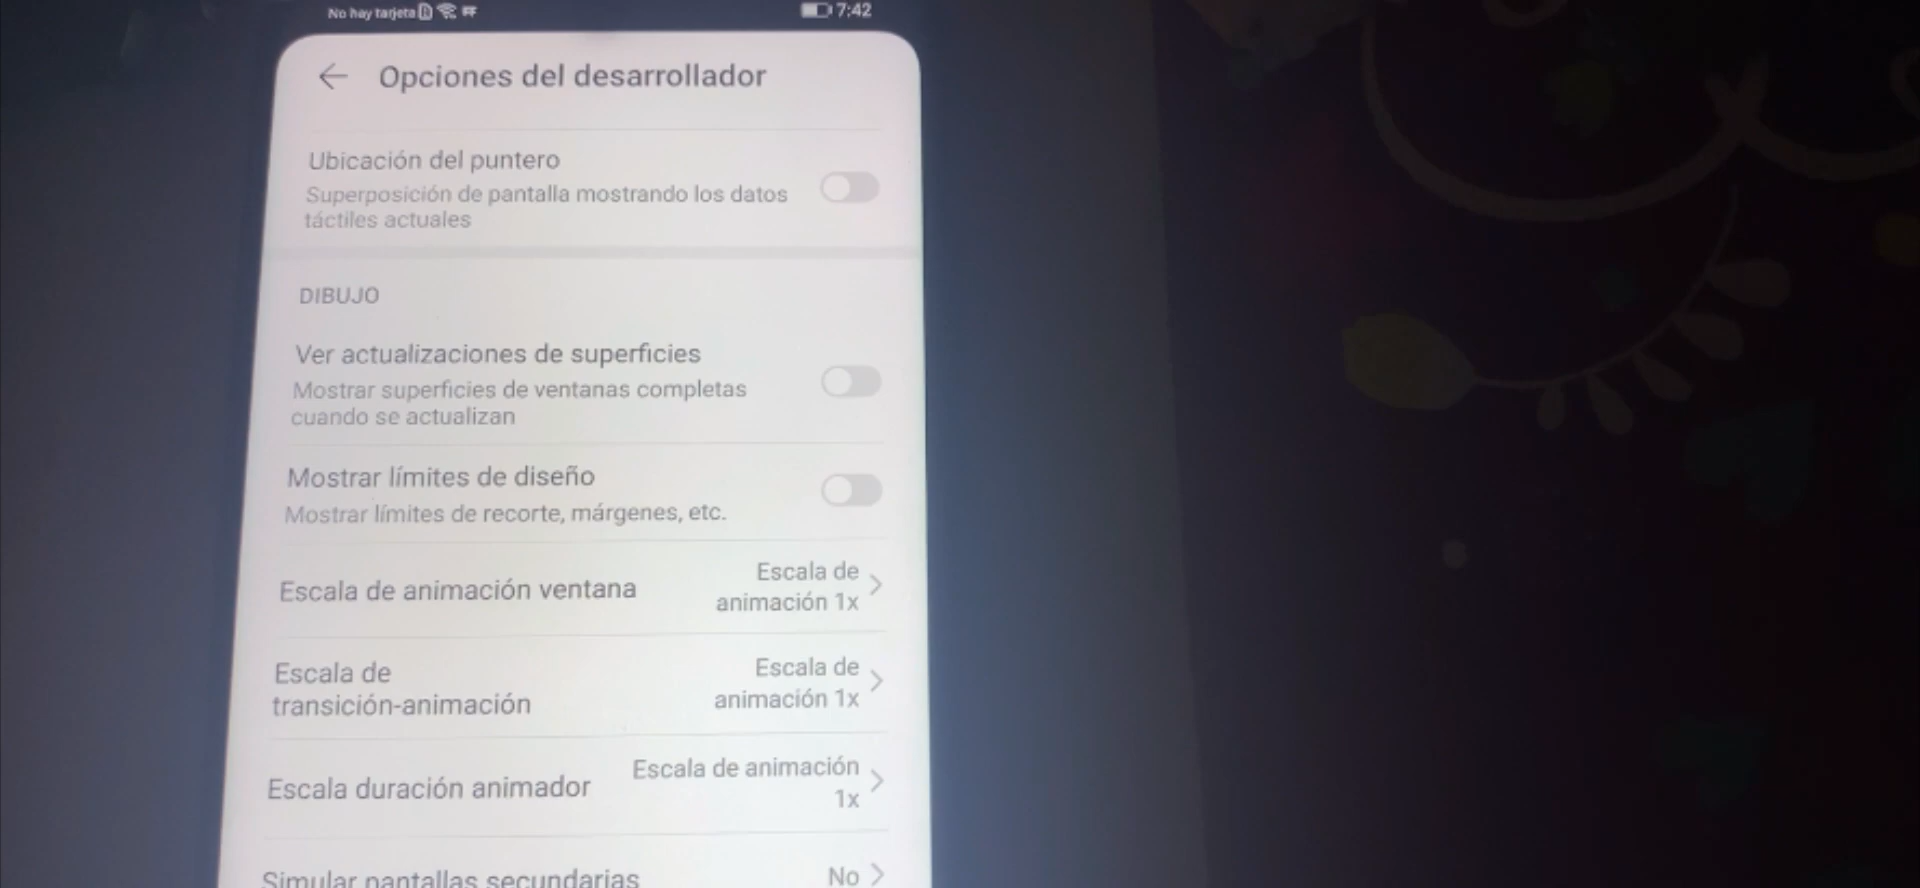 No hay tarjeta
7:42
Opciones del desarrollador
Ubicación del puntero
Superposición de pantalla mostrando los datos
táctiles actuales
DIBUJO
Ver actualizaciones de superficies
Mostrar superficies de ventanas completas
cuando se actualizan
Mostrar límites de diseño
Mostrar límites de recorte, márgenes, etc.
Escala de animación ventana
Escala de
animación 1x
Escala de
transición-animación
Escala de
animación 1x
Escala duración animador
Escala de animación
1x
Simular pantallas secundarias
No